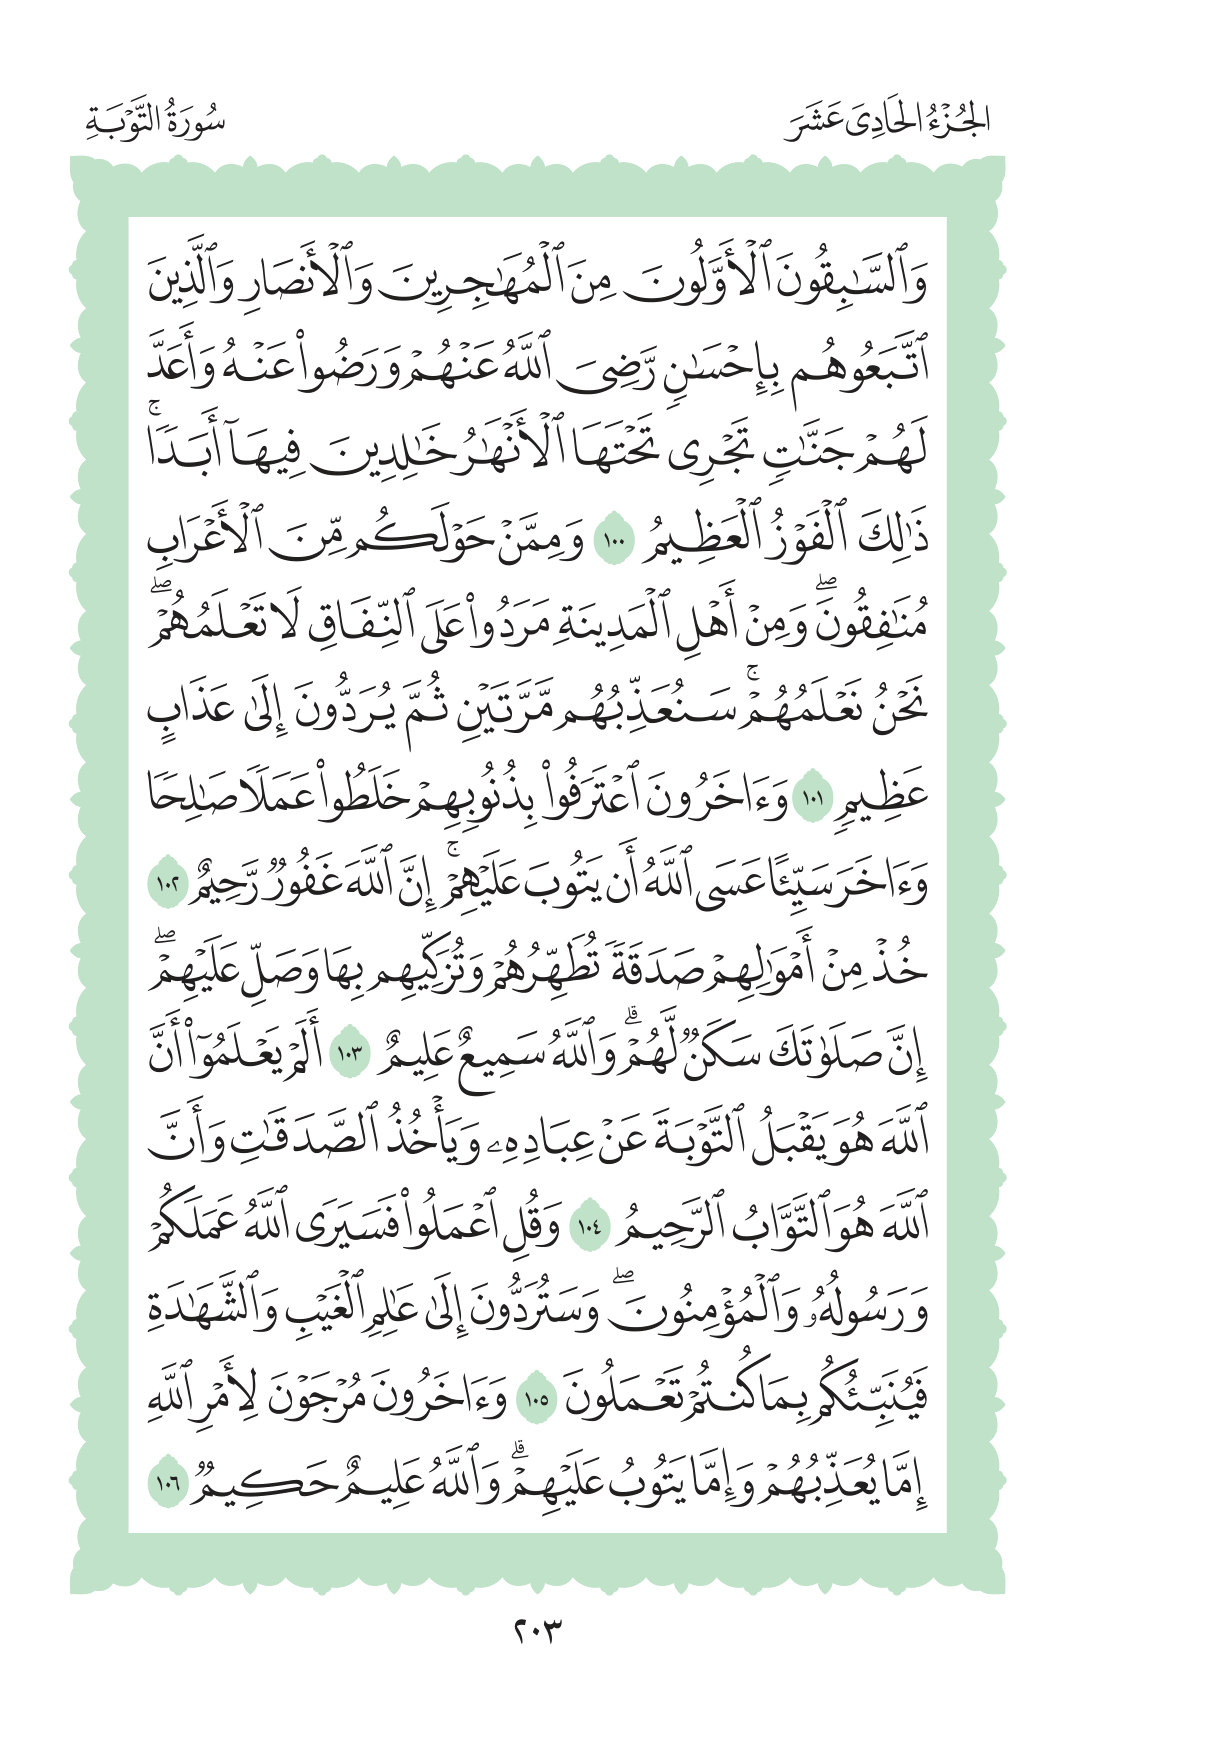 الجُزْءُ الحَادِىَ عَشَرَ
سُورَةُ التَّوْبَةِ
وَٱلسَّـٰبِقُونَ ٱلْأَوَّلُونَ مِنَ ٱلْمُهَـٰجِرِينَ وَٱلْأَنصَارِ وَٱلَّذِينَ
ٱتَّبَعُوهُم بِإِحْسَـٰنٍ رَّضِىَ ٱللَّهُ عَنْهُمْ وَرَضُوا۟ عَنْهُ وَأَعَدَّ
لَهُمْ جَنَّـٰتٍ تَجْرِى تَحْتَهَا ٱلْأَنْهَـٰرُ خَـٰلِدِينَ فِيهَآ أَبَدًا ۚ
ذَٰلِكَ ٱلْفَوْزُ ٱلْعَظِيمُ ١٠٠ وَمِمَّنْ حَوْلَكُم مِّنَ ٱلْأَعْرَابِ
مُنَـٰفِقُونَ ۖ وَمِنْ أَهْلِ ٱلْمَدِينَةِ مَرَدُوا۟ عَلَى ٱلنِّفَاقِ لَا تَعْلَمُهُمْ ۖ
نَحْنُ نَعْلَمُهُمْ ۚ سَنُعَذِّبُهُم مَّرَّتَيْنِ ثُمَّ يُرَدُّونَ إِلَىٰ عَذَابٍ
عَظِيمٍ ١٠١ وَءَاخَرُونَ ٱعْتَرَفُوا۟ بِذُنُوبِهِمْ خَلَطُوا۟ عَمَلًا صَـٰلِحًا
وَءَاخَرَ سَيِّئًا عَسَى ٱللَّهُ أَن يَتُوبَ عَلَيْهِمْ ۚ إِنَّ ٱللَّهَ غَفُورٌ رَّحِيمٌ ١٠٢
خُذْ مِنْ أَمْوَٰلِهِمْ صَدَقَةً تُطَهِّرُهُمْ وَتُزَكِّيهِم بِهَا وَصَلِّ عَلَيْهِمْ ۖ
إِنَّ صَلَوٰتَكَ سَكَنٌ لَّهُمْ ۗ وَٱللَّهُ سَمِيعٌ عَلِيمٌ ١٠٣ أَلَمْ يَعْلَمُوٓا۟ أَنَّ
ٱللَّهَ هُوَ يَقْبَلُ ٱلتَّوْبَةَ عَنْ عِبَادِهِۦ وَيَأْخُذُ ٱلصَّدَقَـٰتِ وَأَنَّ
ٱللَّهَ هُوَ ٱلتَّوَّابُ ٱلرَّحِيمُ ١٠٤ وَقُلِ ٱعْمَلُوا۟ فَسَيَرَى ٱللَّهُ عَمَلَكُمْ
وَرَسُولُهُۥ وَٱلْمُؤْمِنُونَ ۖ وَسَتُرَدُّونَ إِلَىٰ عَـٰلِمِ ٱلْغَيْبِ وَٱلشَّهَـٰدَةِ
فَيُنَبِّئُكُم بِمَا كُنتُمْ تَعْمَلُونَ ١٠٥ وَءَاخَرُونَ مُرْجَوْنَ لِأَمْرِ ٱللَّهِ
إِمَّا يُعَذِّبُهُمْ وَإِمَّا يَتُوبُ عَلَيْهِمْ ۗ وَٱللَّهُ عَلِيمٌ حَكِيمٌ ١٠٦
٢٠٣